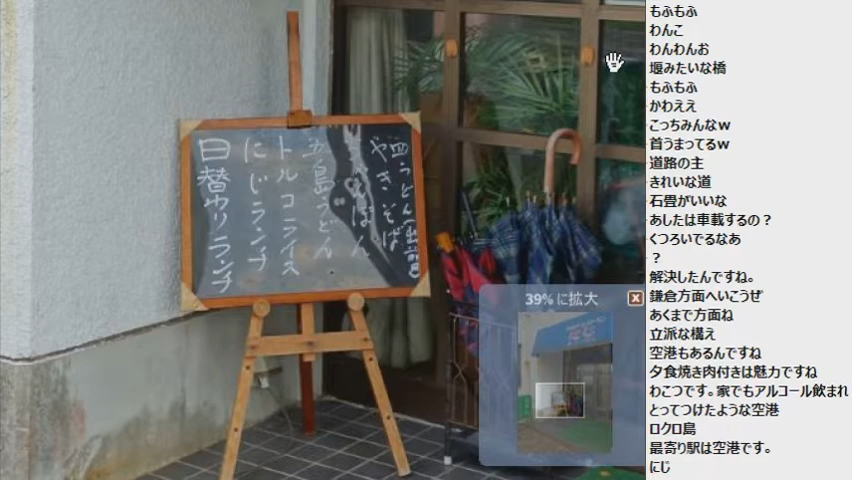 皿うどん(出前可)
やきそば
ちゃんぽん
五島うどん
トルコライス
にじランチ
日替ワリランチ
39% に拡大
もふもふ
わんこ
わんわんお
堰みたいな橋
もふもふ
かわええ
こっちみんなｗ
首うまってるｗ
道路の主
きれいな道
石畳がいいな
あしたは車載するの？
くつろいでるなあ
？
解決したんですね。
鎌倉方面へいこうぜ
あくまで方面ね
立派な構え
空港もあるんですね
夕食焼き肉付きは魅力ですね
わこつです。家でもアルコール飲まれ
とってつけたような空港
ロクロ島
最寄り駅は空港です。
にじ